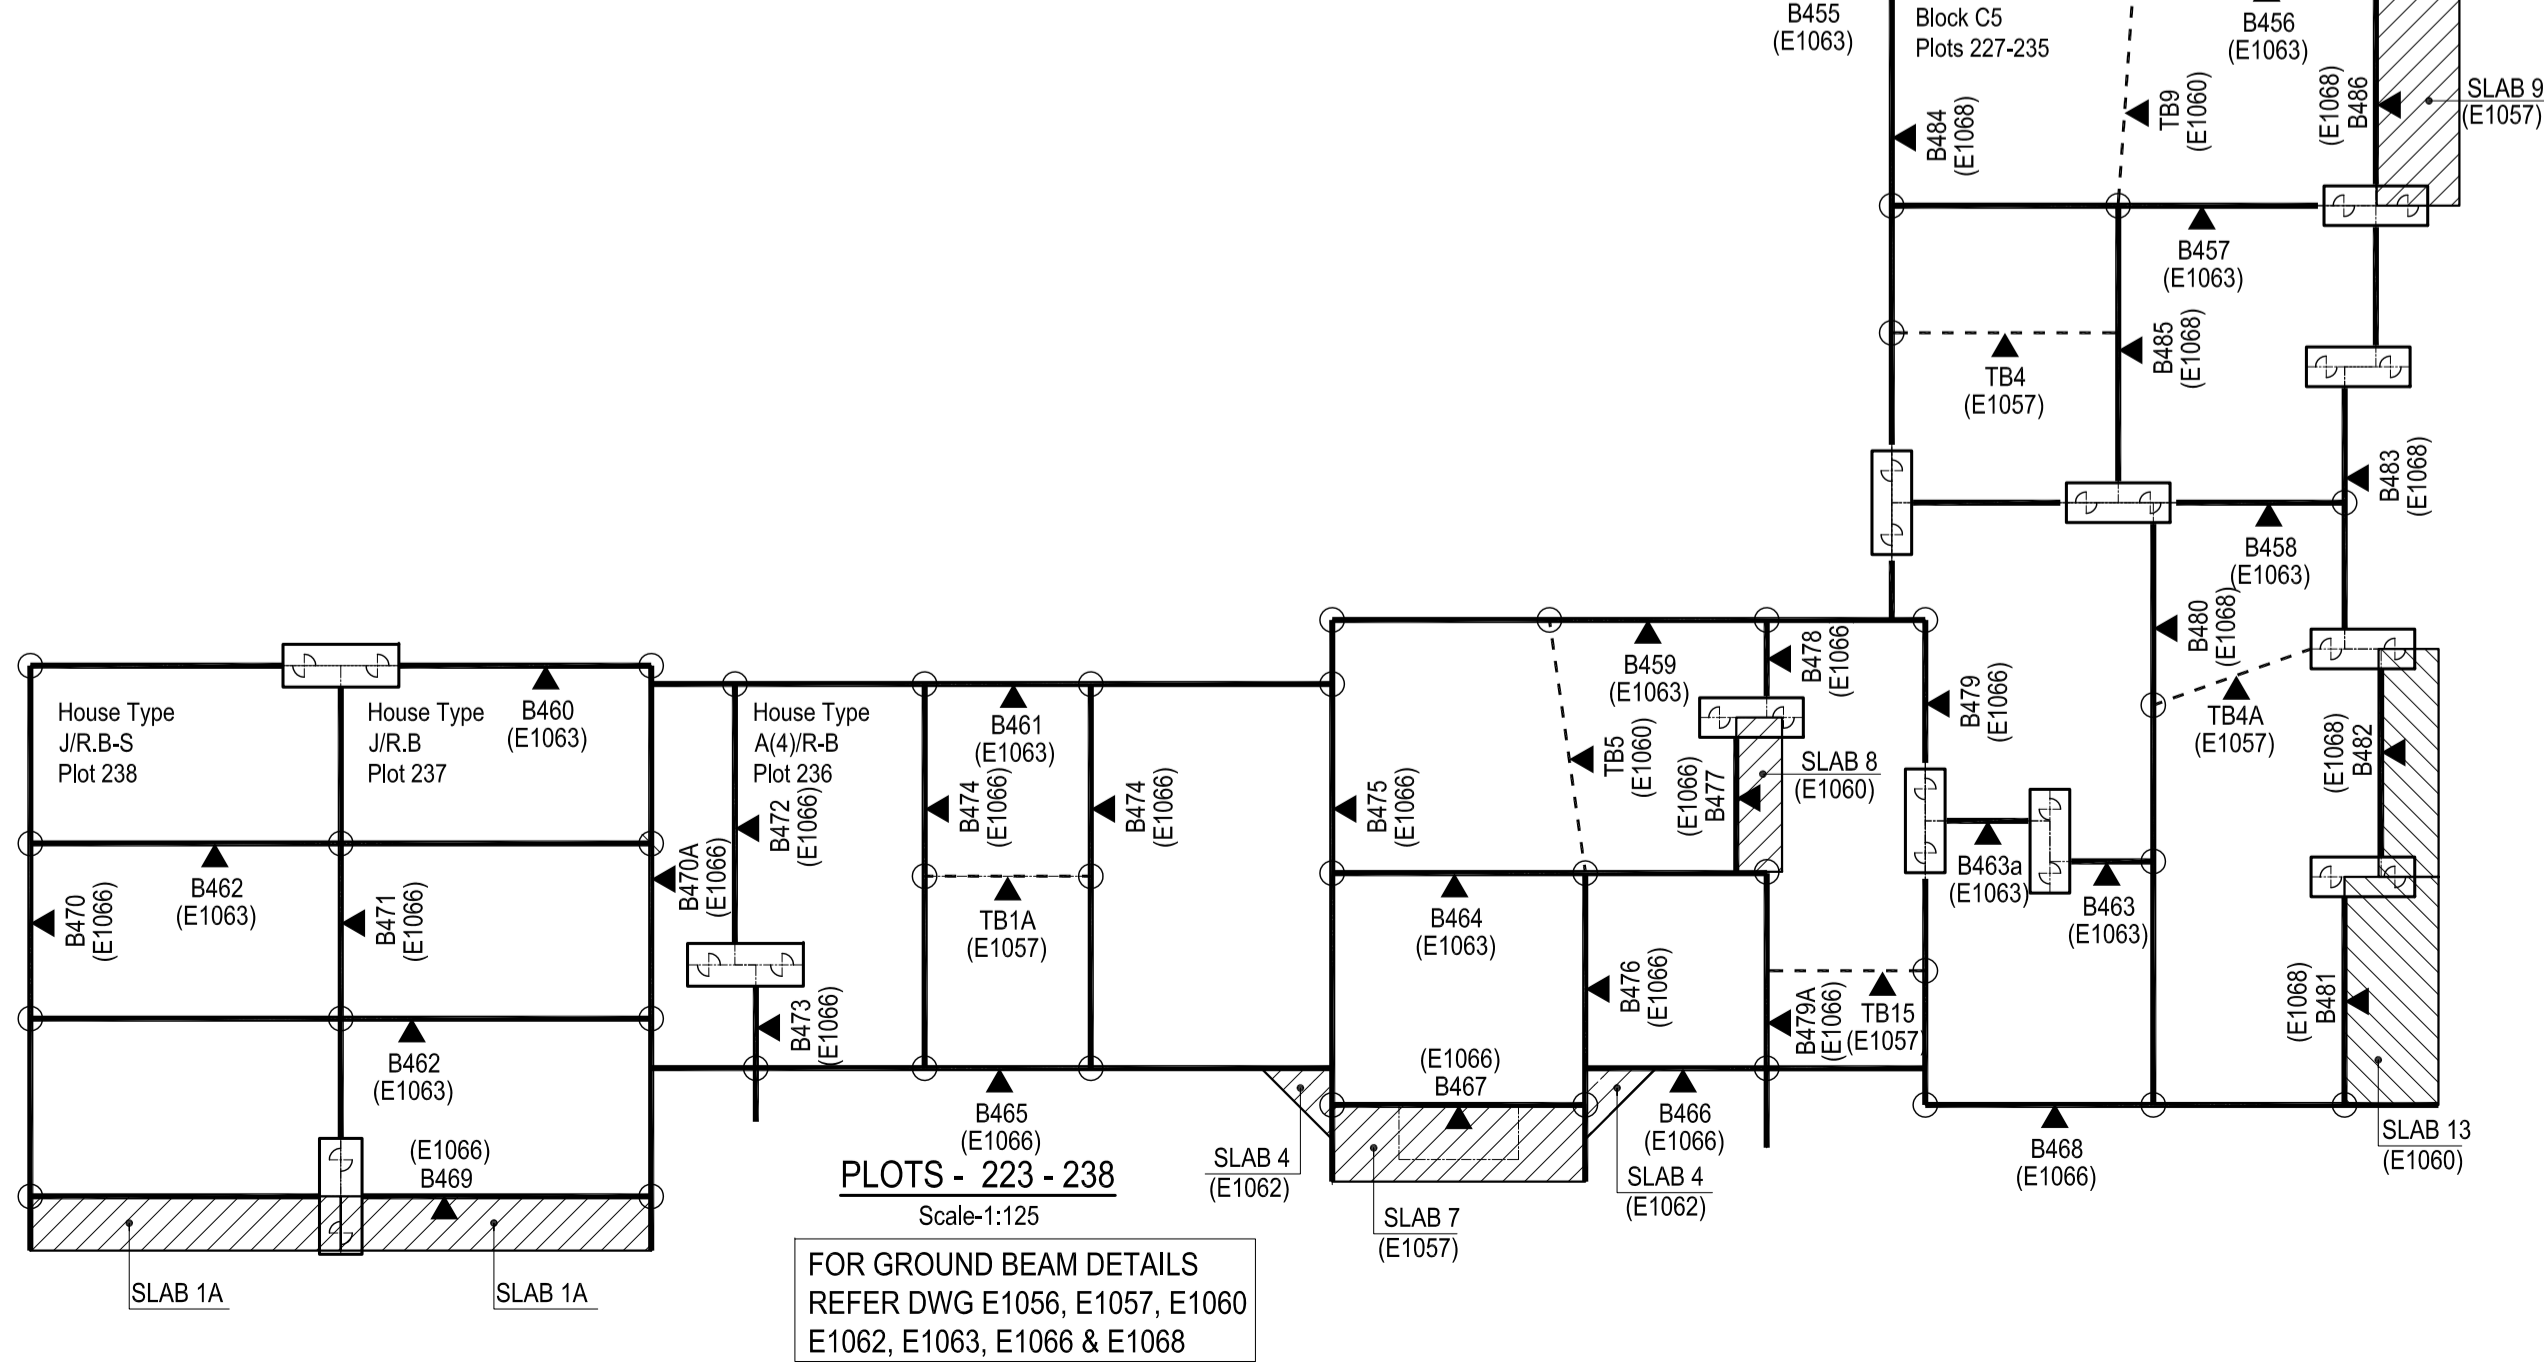 B455
(E1063)
Block C5
Plots 227-235
B456
(E1063)
B484
(E1068)
TB9
(E1060)
(E1068)
B486
SLAB 9
(E1057)
B457
(E1063)
TB4
(E1057)
B485
(E1068)
B483
(E1068)
B458
(E1063)
B480
(E1068)
TB4A
(E1057)
(E1068)
B482
(E1068)
B481
SLAB 13
(E1060)
House Type
J/R.B-S
Plot 238
House Type
J/R.B
Plot 237
B460
(E1063)
House Type
A(4)/R-B
Plot 236
B461
(E1063)
B459
(E1063)
B478
(E1066
B479
(E1066)
B470
(E1066)
B462
(E1063)
B471
(E1066)
B470A
(E1066)
B472
(E1066)
B474
(E1066)
B474
(E1066)
TB1A
(E1057)
B475
(E1066)
TB5
(E1060)
(E1066)
B477
SLAB 8
(E1060)
B463a
(E1063)
B463
(E1063)
B464
(E1063)
B476
(E1066)
B479A
(E1066)
TB15
(E1057)
B462
(E1063)
B473
(E1066)
B465
(E1066)
(E1066)
B467
B466
(E1066)
B468
(E1066)
(E1066)
B469
SLAB 4
(E1062)
SLAB 4
(E1062)
SLAB 7
(E1057)
SLAB 1A
SLAB 1A
PLOTS - 223 - 238
Scale-1:125
FOR GROUND BEAM DETAILS
REFER DWG E1056, E1057, E1060
E1062, E1063, E1066 & E1068